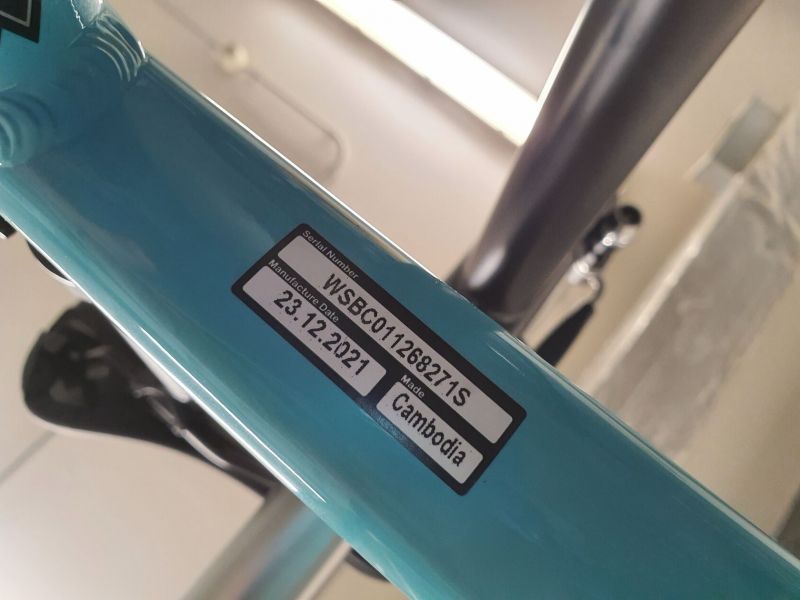 Serial Number
WSBC011268271S
Manufacture Date
23.12.2021
Made
Cambodia